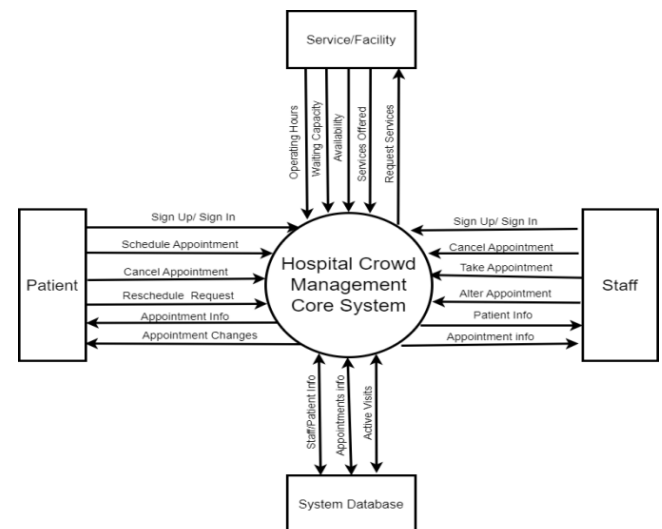 Service/Facility
Operating Hours
Waiting Capacity
Availability
Services Offered
Request Services
Patient
Sign Up/ Sign In
Schedule Appointment
Cancel Appointment
Reschedule Request
Appointment Info
Appointment Changes
Hospital Crowd
Management
Core System
Sign Up/ Sign In
Cancel Appointment
Take Appointment
Alter Appointment
Patient Info
Appointment info
Staff
Staff/Patient Info
Appointments info
Active Visits
System Database